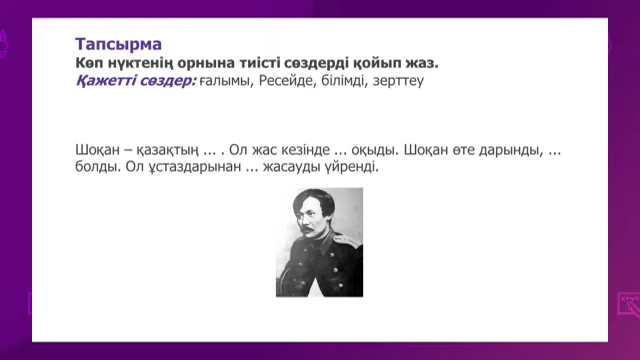 Тапсырма
Көп нүктенің орнына тиісті сөздерді қойып жаз.
Қажетті сөздер: ғалымы, Ресейде, білімді, зерттеу
Шоқан – қазақтың ... . Ол жас кезінде ... оқыды. Шоқан өте дарынды, ...
болды. Ол ұстаздарынан ... жасауды үйренді.